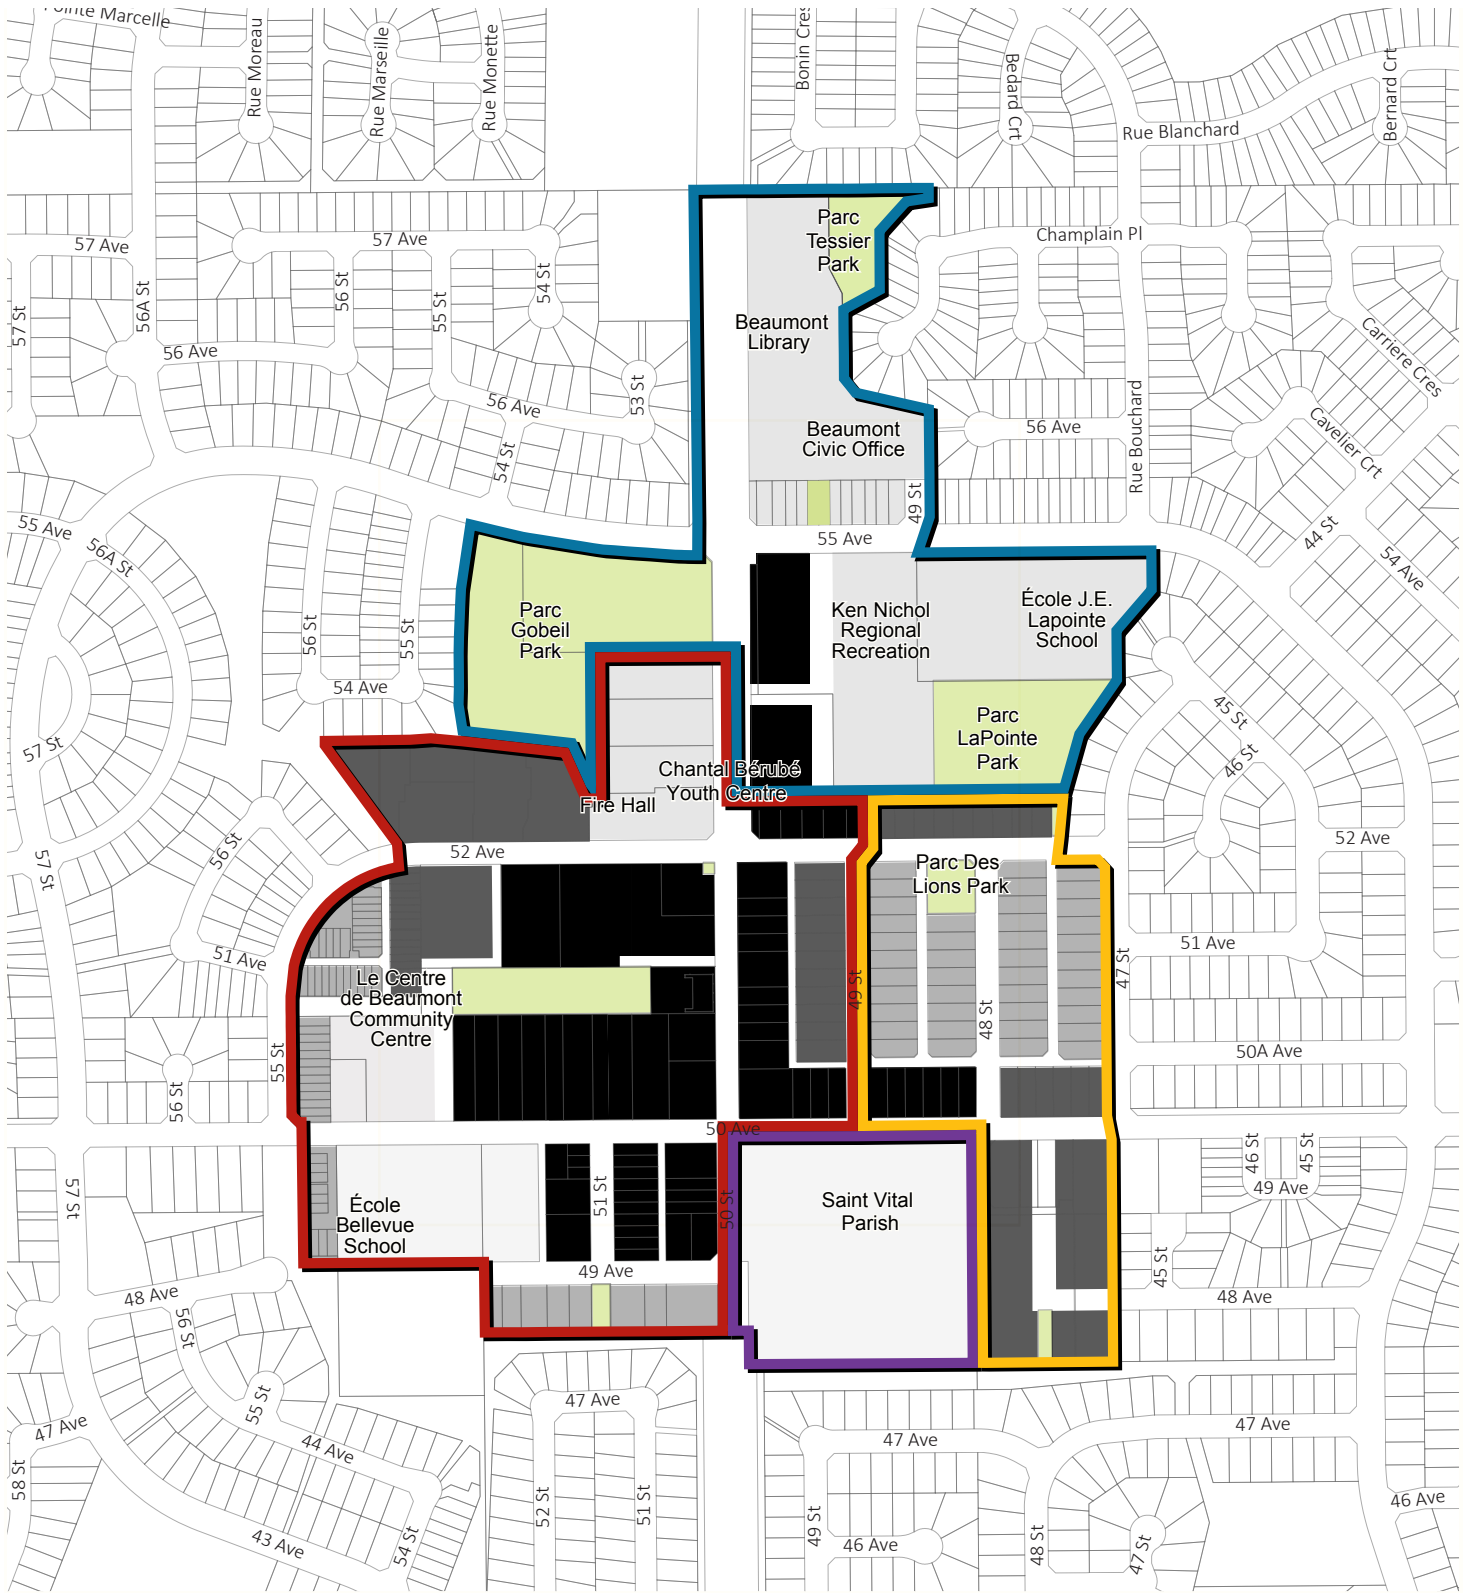 Pointe Marcelle
Rue Moreau
Rue Marseille
Rue Monette
Bonin Cres
Bedard Crt
Rue Blanchard
Bernard Crt
57 Ave
57 Ave
Champlain Pl
Parc
Tessier
Park
57 St
56A St
56 St
55 St
54 St
56 Ave
53 St
56 Ave
54 St
Beaumont
Library
Beaumont
Civic Office
49 St
55 Ave
56 Ave
Rue Bouchard
Carriere Cres
Cavelier Crt
44 St
54 Ave
55 Ave
56A St
56 St
55 St
54 Ave
57 St
Parc
Gobeil
Park
Ken Nichol
Regional
Recreation
École J.E.
Lapointe
School
Parc
LaPointe
Park
45 St
46 St
Chantal Bérubé
Youth Centre
Fire Hall
52 Ave
52 Ave
57 St
56 St
51 Ave
Parc Des
Lions Park
51 Ave
47 St
49 St
48 St
Le Centre
de Beaumont
Community
Centre
55 St
56 St
50A Ave
50 Ave
50 St
51 St
49 Ave
École
Bellevue
School
Saint Vital
Parish
46 St
45 St
49 Ave
45 St
48 Ave
57 St
48 Ave
56 St
55 St
47 Ave
44 Ave
58 St
43 Ave
54 St
47 Ave
52 St
51 St
47 Ave
49 St
46 Ave
48 St
47 St
47 Ave
46 Ave